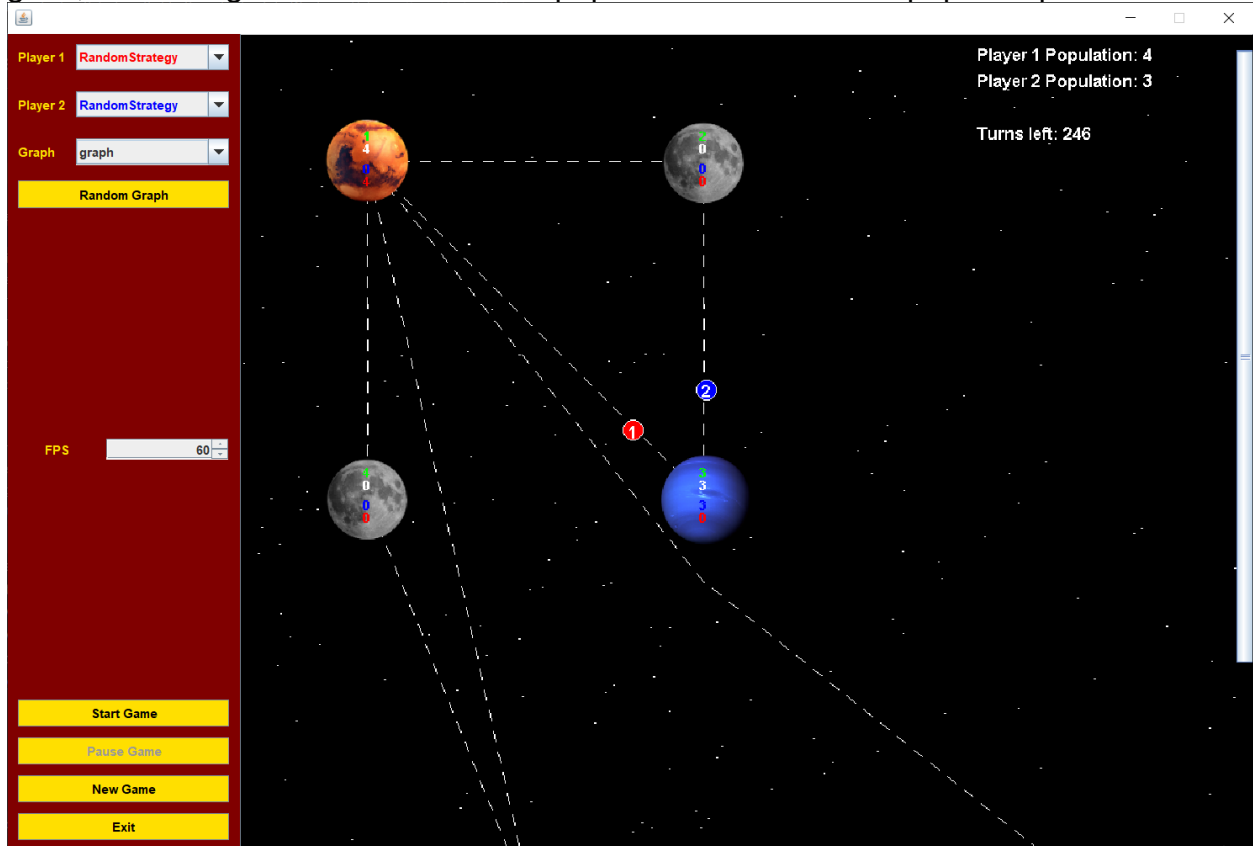 Player 1 RandomStrategy
Player 2 RandomStrategy
Graph graph
Random Graph
FPS 60
Start Game
Pause Game
New Game
Exit
Player 1 Population: 4
Player 2 Population: 3
Turns left: 246
4
0
2
0
0
0
2
1
0
0
0
3
3
3
0